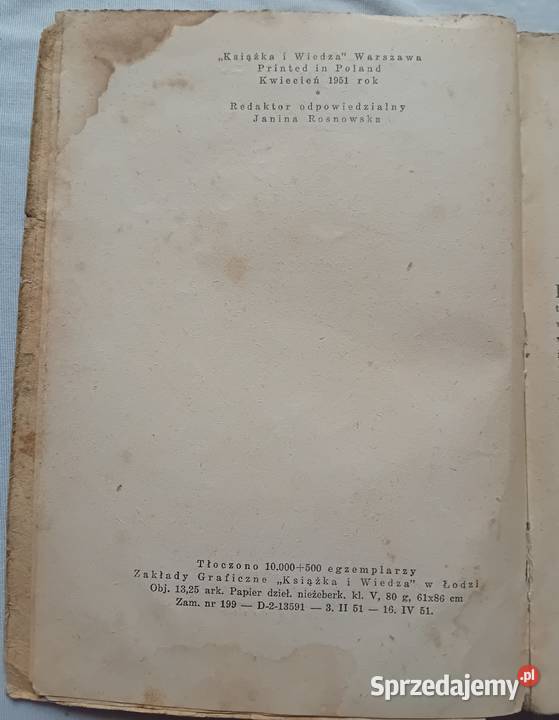 „Książka i Wiedza" Warszawa
Printed in Poland
Kwiecień 1951 rok
*
Redaktor odpowiedzialny
Janina Rosnowska
Tłoczono 10.000+500 egzemplarzy
Zakłady Graficzne „Książka i Wiedza" w Łodzi
Obj. 13,25 ark. Papier dzieł. nieżeberk. kl. V, 80 g, 61x86 cm
Zam. nr 199 — D-2-13591 — 3. II 51 — 16. IV 51.
Sprzedajemy.pl